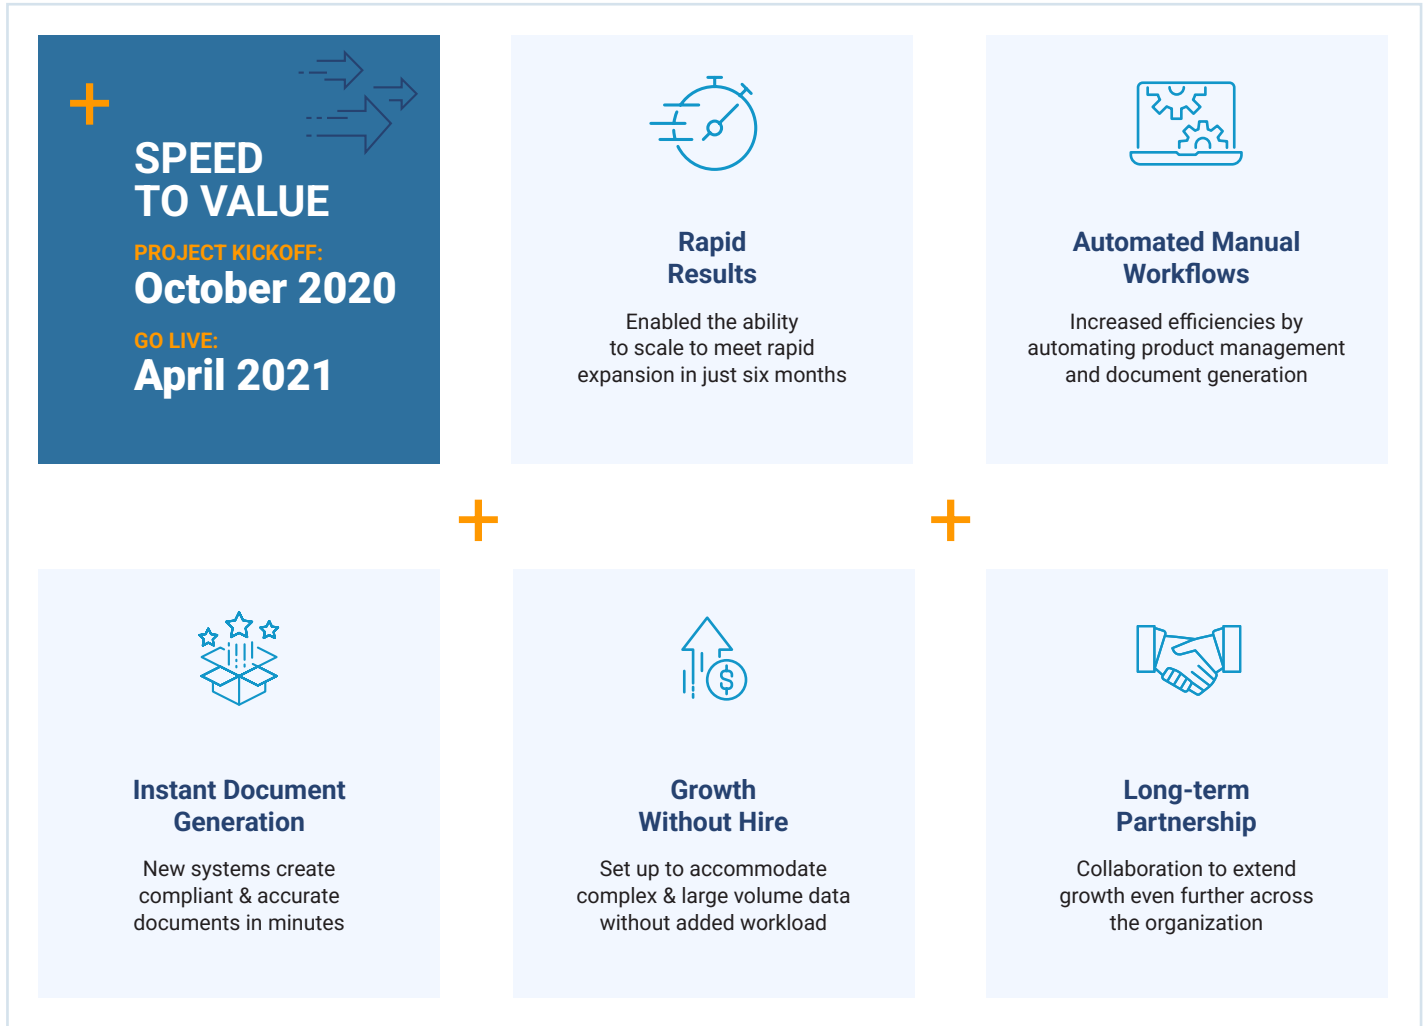 SPEED
TO VALUE
PROJECT KICKOFF:
October 2020
GO LIVE:
April 2021
Rapid
Results
Enabled the ability
to scale to meet rapid
expansion in just six months
Automated Manual
Workflows
Increased efficiencies by
automating product management
and document generation
Instant Document
Generation
New systems create
compliant & accurate
documents in minutes
$
Growth
Without Hire
Set up to accommodate
complex & large volume data
without added workload
Long-term
Partnership
Collaboration to extend
growth even further across
the organization